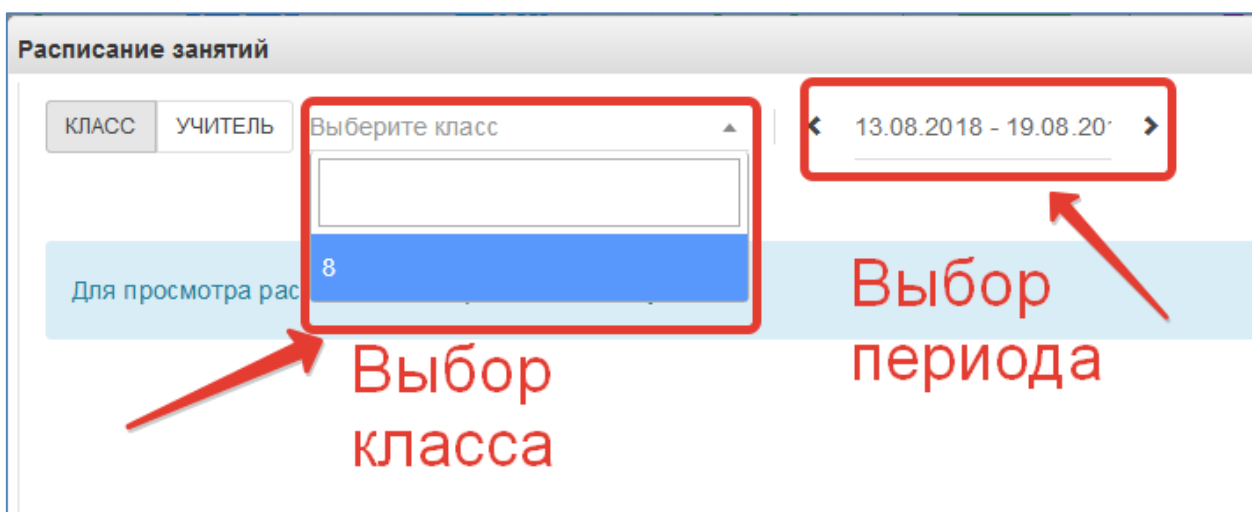 Расписание занятий
КЛАСС УЧИТЕЛЬ Выберите класс 13.08.2018 - 19.08.20
8
Для просмотра рас
Выбор
периода
Выбор
класса